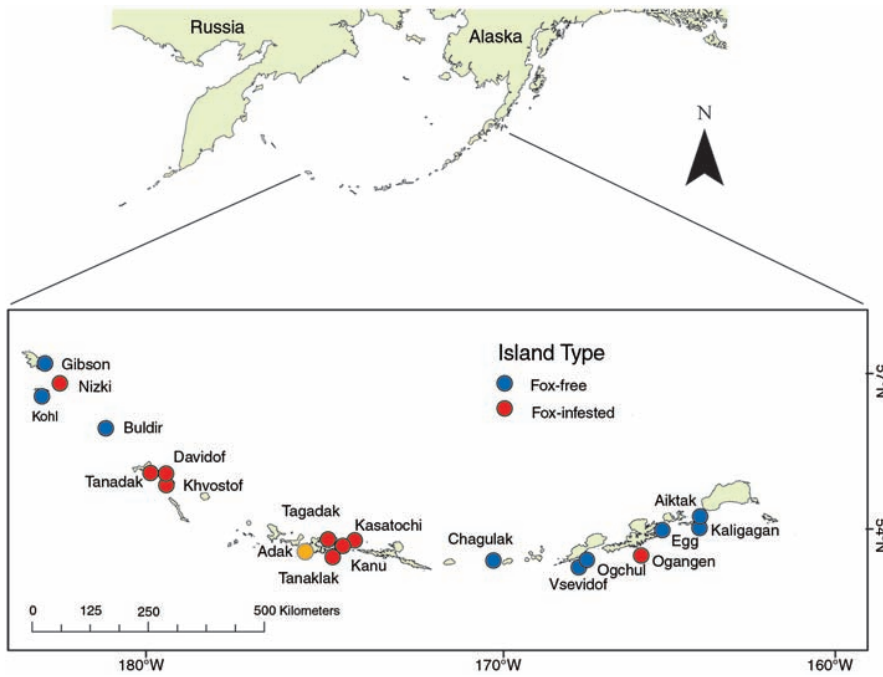 Russia
Alaska
N
Island Type
Fox-free
Fox-infested
Gibson
Nizki
Kohl
Buldir
Davidof
Tanadak
Khvostof
Tagadak
Kasatochi
Adak
Kanu
Tanaklak
Chagulak
Aiktak
Kaligagan
Egg
Ogchul
Ogangen
Vsevidof
57°N
54°N
0 125 250 500 Kilometers
180°W 170°W 160°W